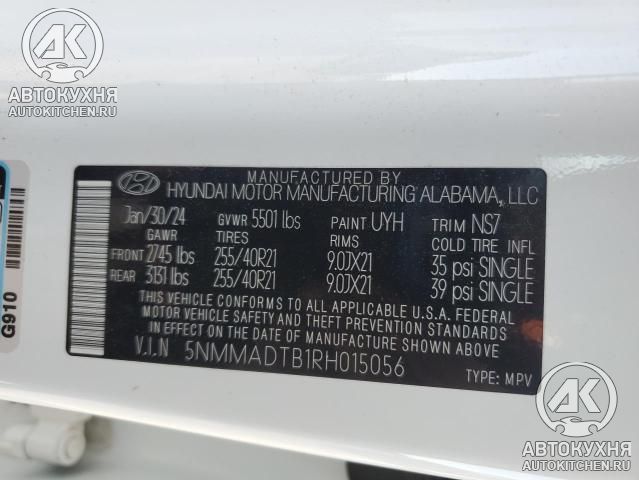 AK
АВТОКУХНЯ
AUTOKITCHEN.RU
MANUFACTURED BY
HYUNDAI MOTOR MANUFACTURING ALABAMA, LLC
Jan/30/24 GVWR 5501 lbs PAINT UYH TRIM NS7
GAWR TIRES RIMS COLD TIRE INFL
FRONT 2745 lbs 255/40R21 9.0JX21 35 psi SINGLE
REAR 3131 lbs 255/40R21 9.0JX21 39 psi SINGLE
THIS VEHICLE CONFORMS TO ALL APPLICABLE U.S.A. FEDERAL
MOTOR VEHICLE SAFETY AND THEFT PREVENTION STANDARDS
IN EFFECT ON THE DATE OF MANUFACTURE SHOWN ABOVE.
V.I.N 5NMMADTB1RH015056
TYPE: MPV
G910
AK
АВТОКУХНЯ
AUTOKITCHEN.RU